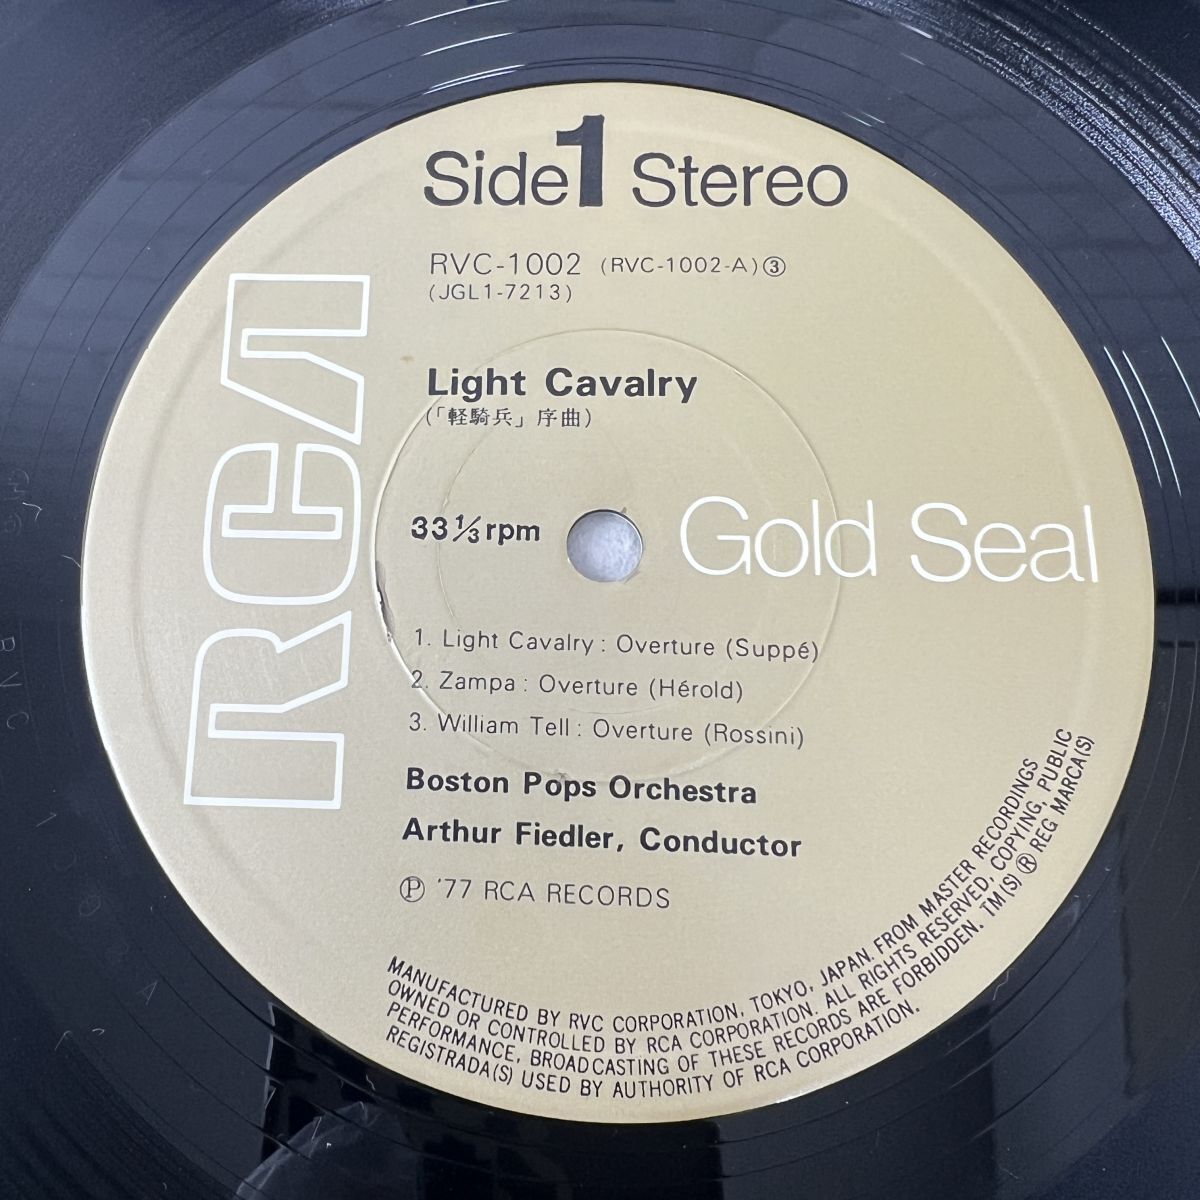 Side 1 Stereo
RVC-1002 (RVC-1002-A)③
(JGL1-7213)
RCA
Light Cavalry
(「軽騎兵」序曲)
33⅓rpm
Gold Seal
1. Light Cavalry : Overture (Suppé)
2. Zampa : Overture (Hérold)
3. William Tell : Overture (Rossini)
Boston Pops Orchestra
Arthur Fiedler, Conductor
Ⓟ '77 RCA RECORDS
MANUFACTURED BY RVC CORPORATION, TOKYO, JAPAN FROM MASTER RECORDINGS
OWNED OR CONTROLLED BY RCA CORPORATION. ALL RIGHTS RESERVED, COPYING, PUBLIC
PERFORMANCE, BROADCASTING OF THESE RECORDS ARE FORBIDDEN. TM(S) ® REG MARCA(S)
REGISTRADA(S) USED BY AUTHORITY OF RCA CORPORATION.